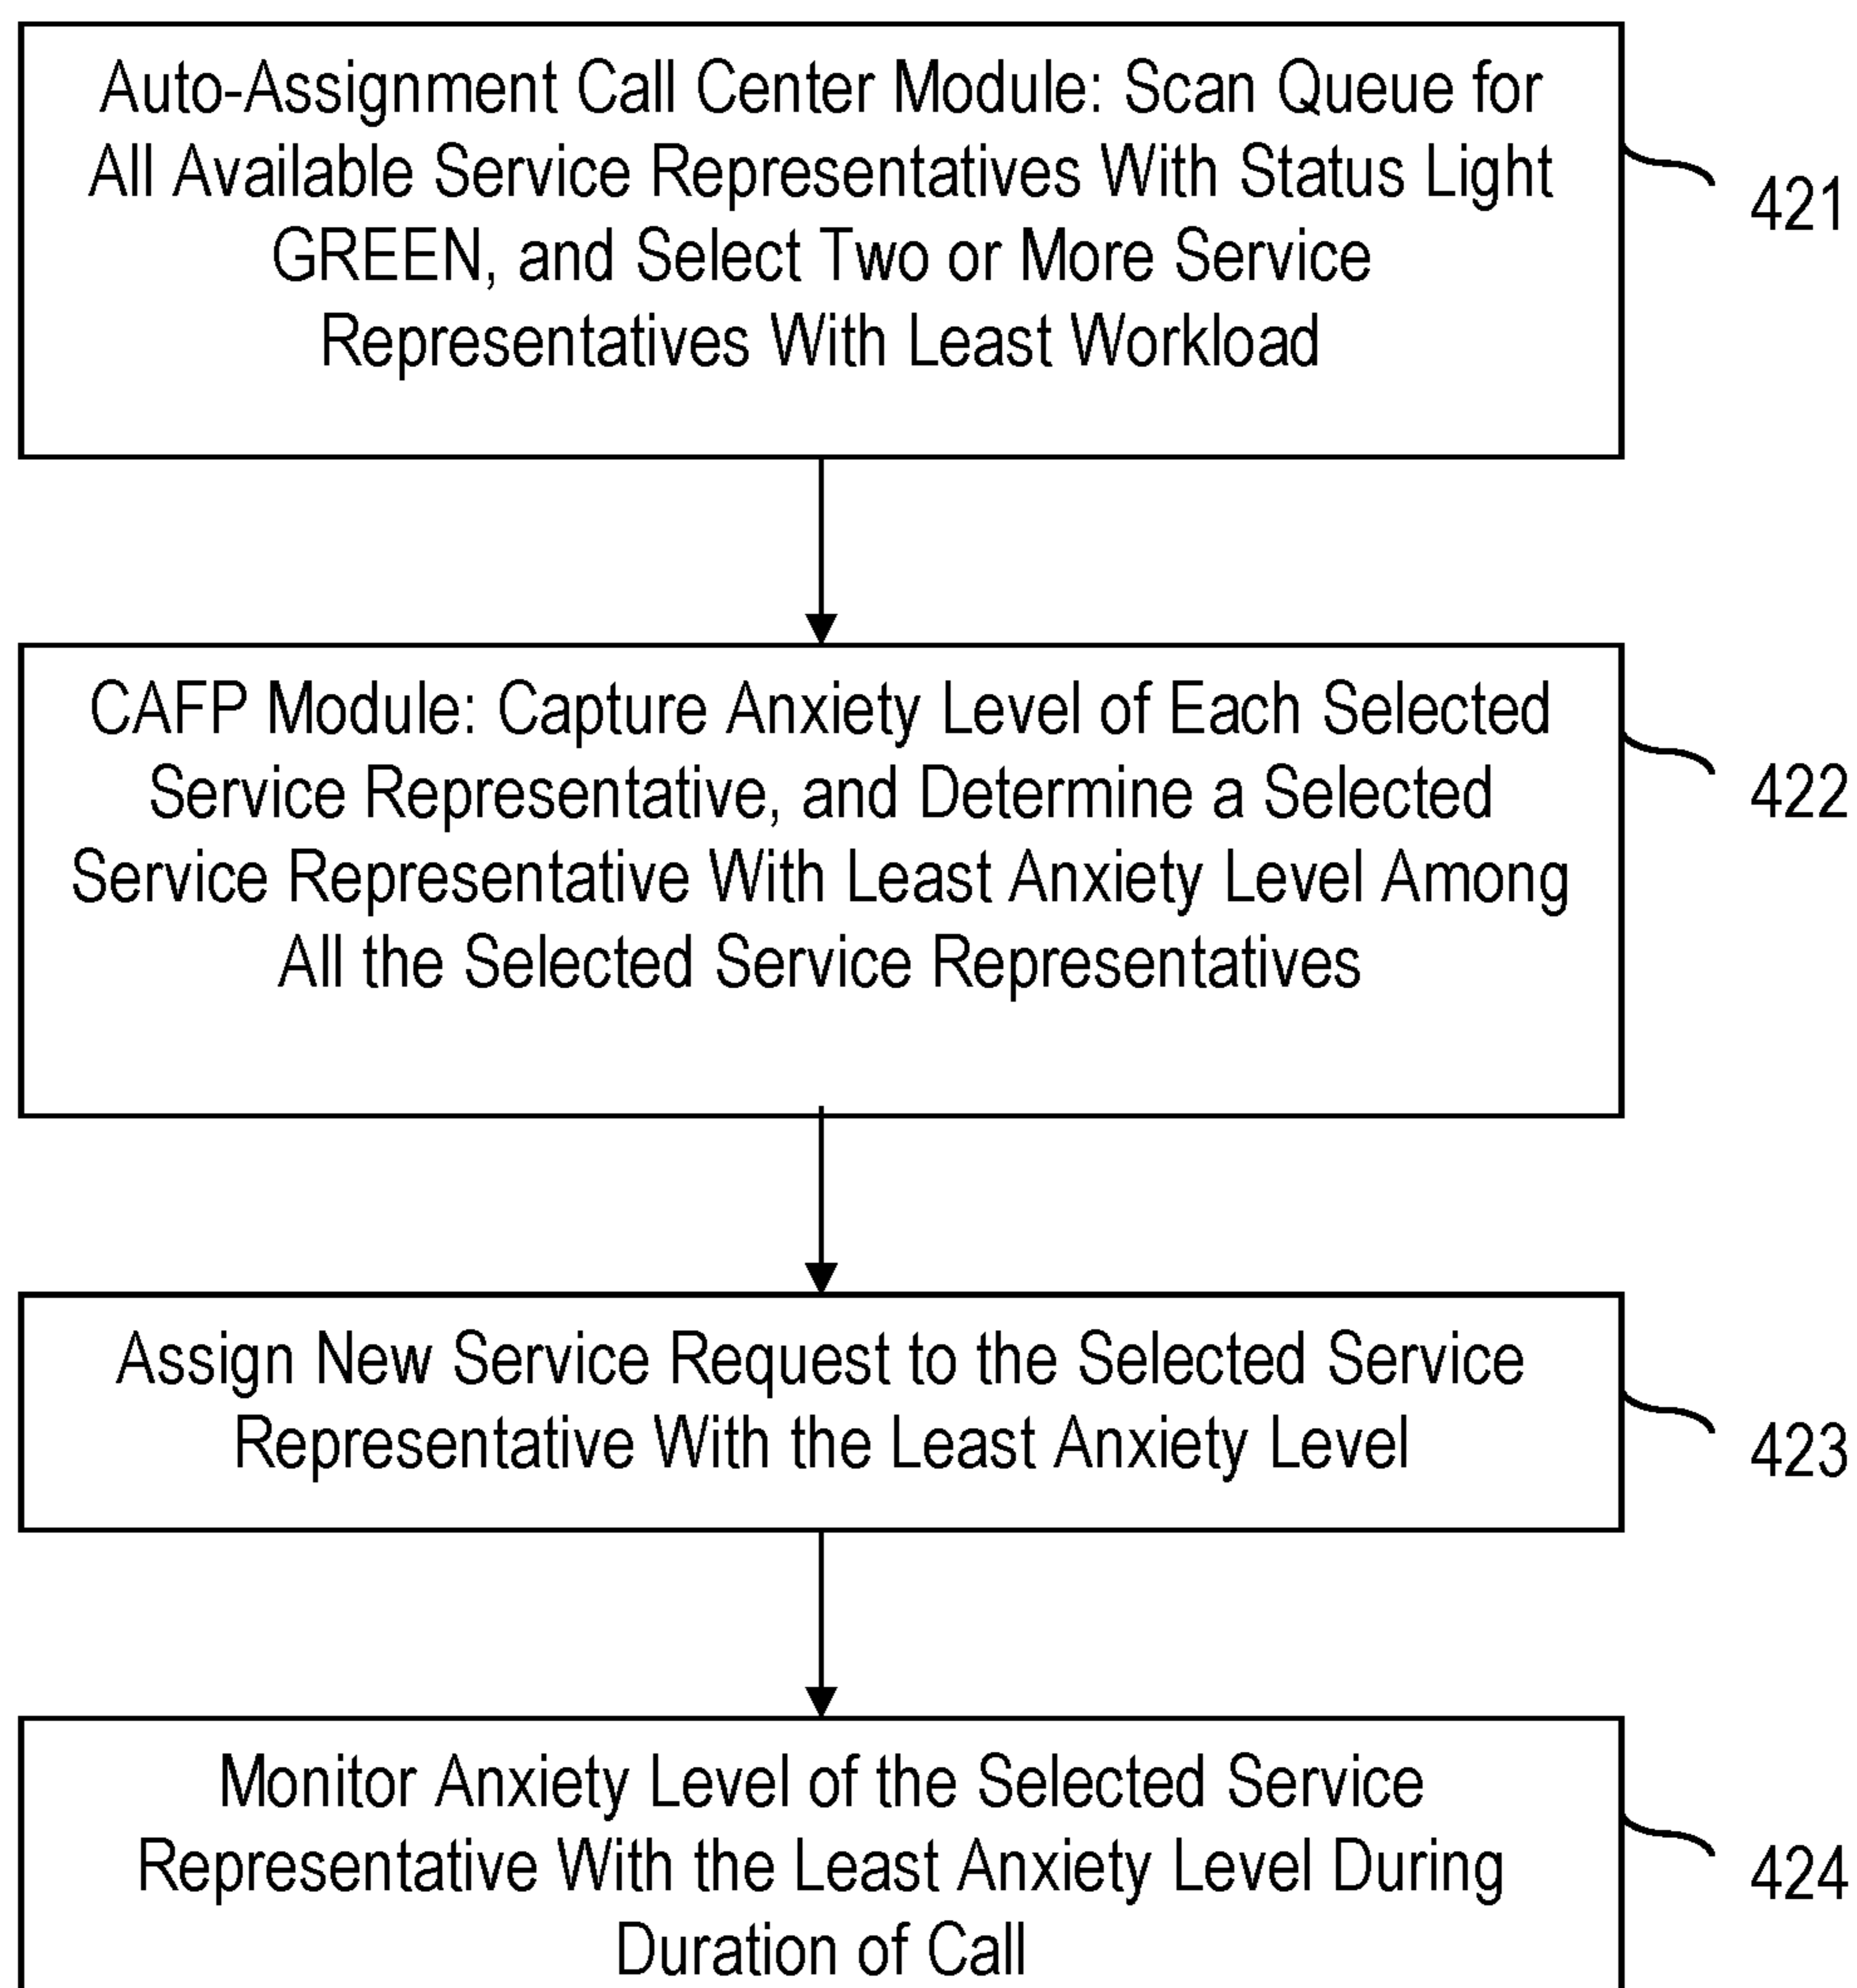 Auto-Assignment Call Center Module: Scan Queue for
All Available Service Representatives With Status Light
GREEN, and Select Two or More Service
Representatives With Least Workload
421
CAFP Module: Capture Anxiety Level of Each Selected
Service Representative, and Determine a Selected
Service Representative With Least Anxiety Level Among
All the Selected Service Representatives
422
Assign New Service Request to the Selected Service
Representative With the Least Anxiety Level
423
Monitor Anxiety Level of the Selected Service
Representative With the Least Anxiety Level During
Duration of Call
424